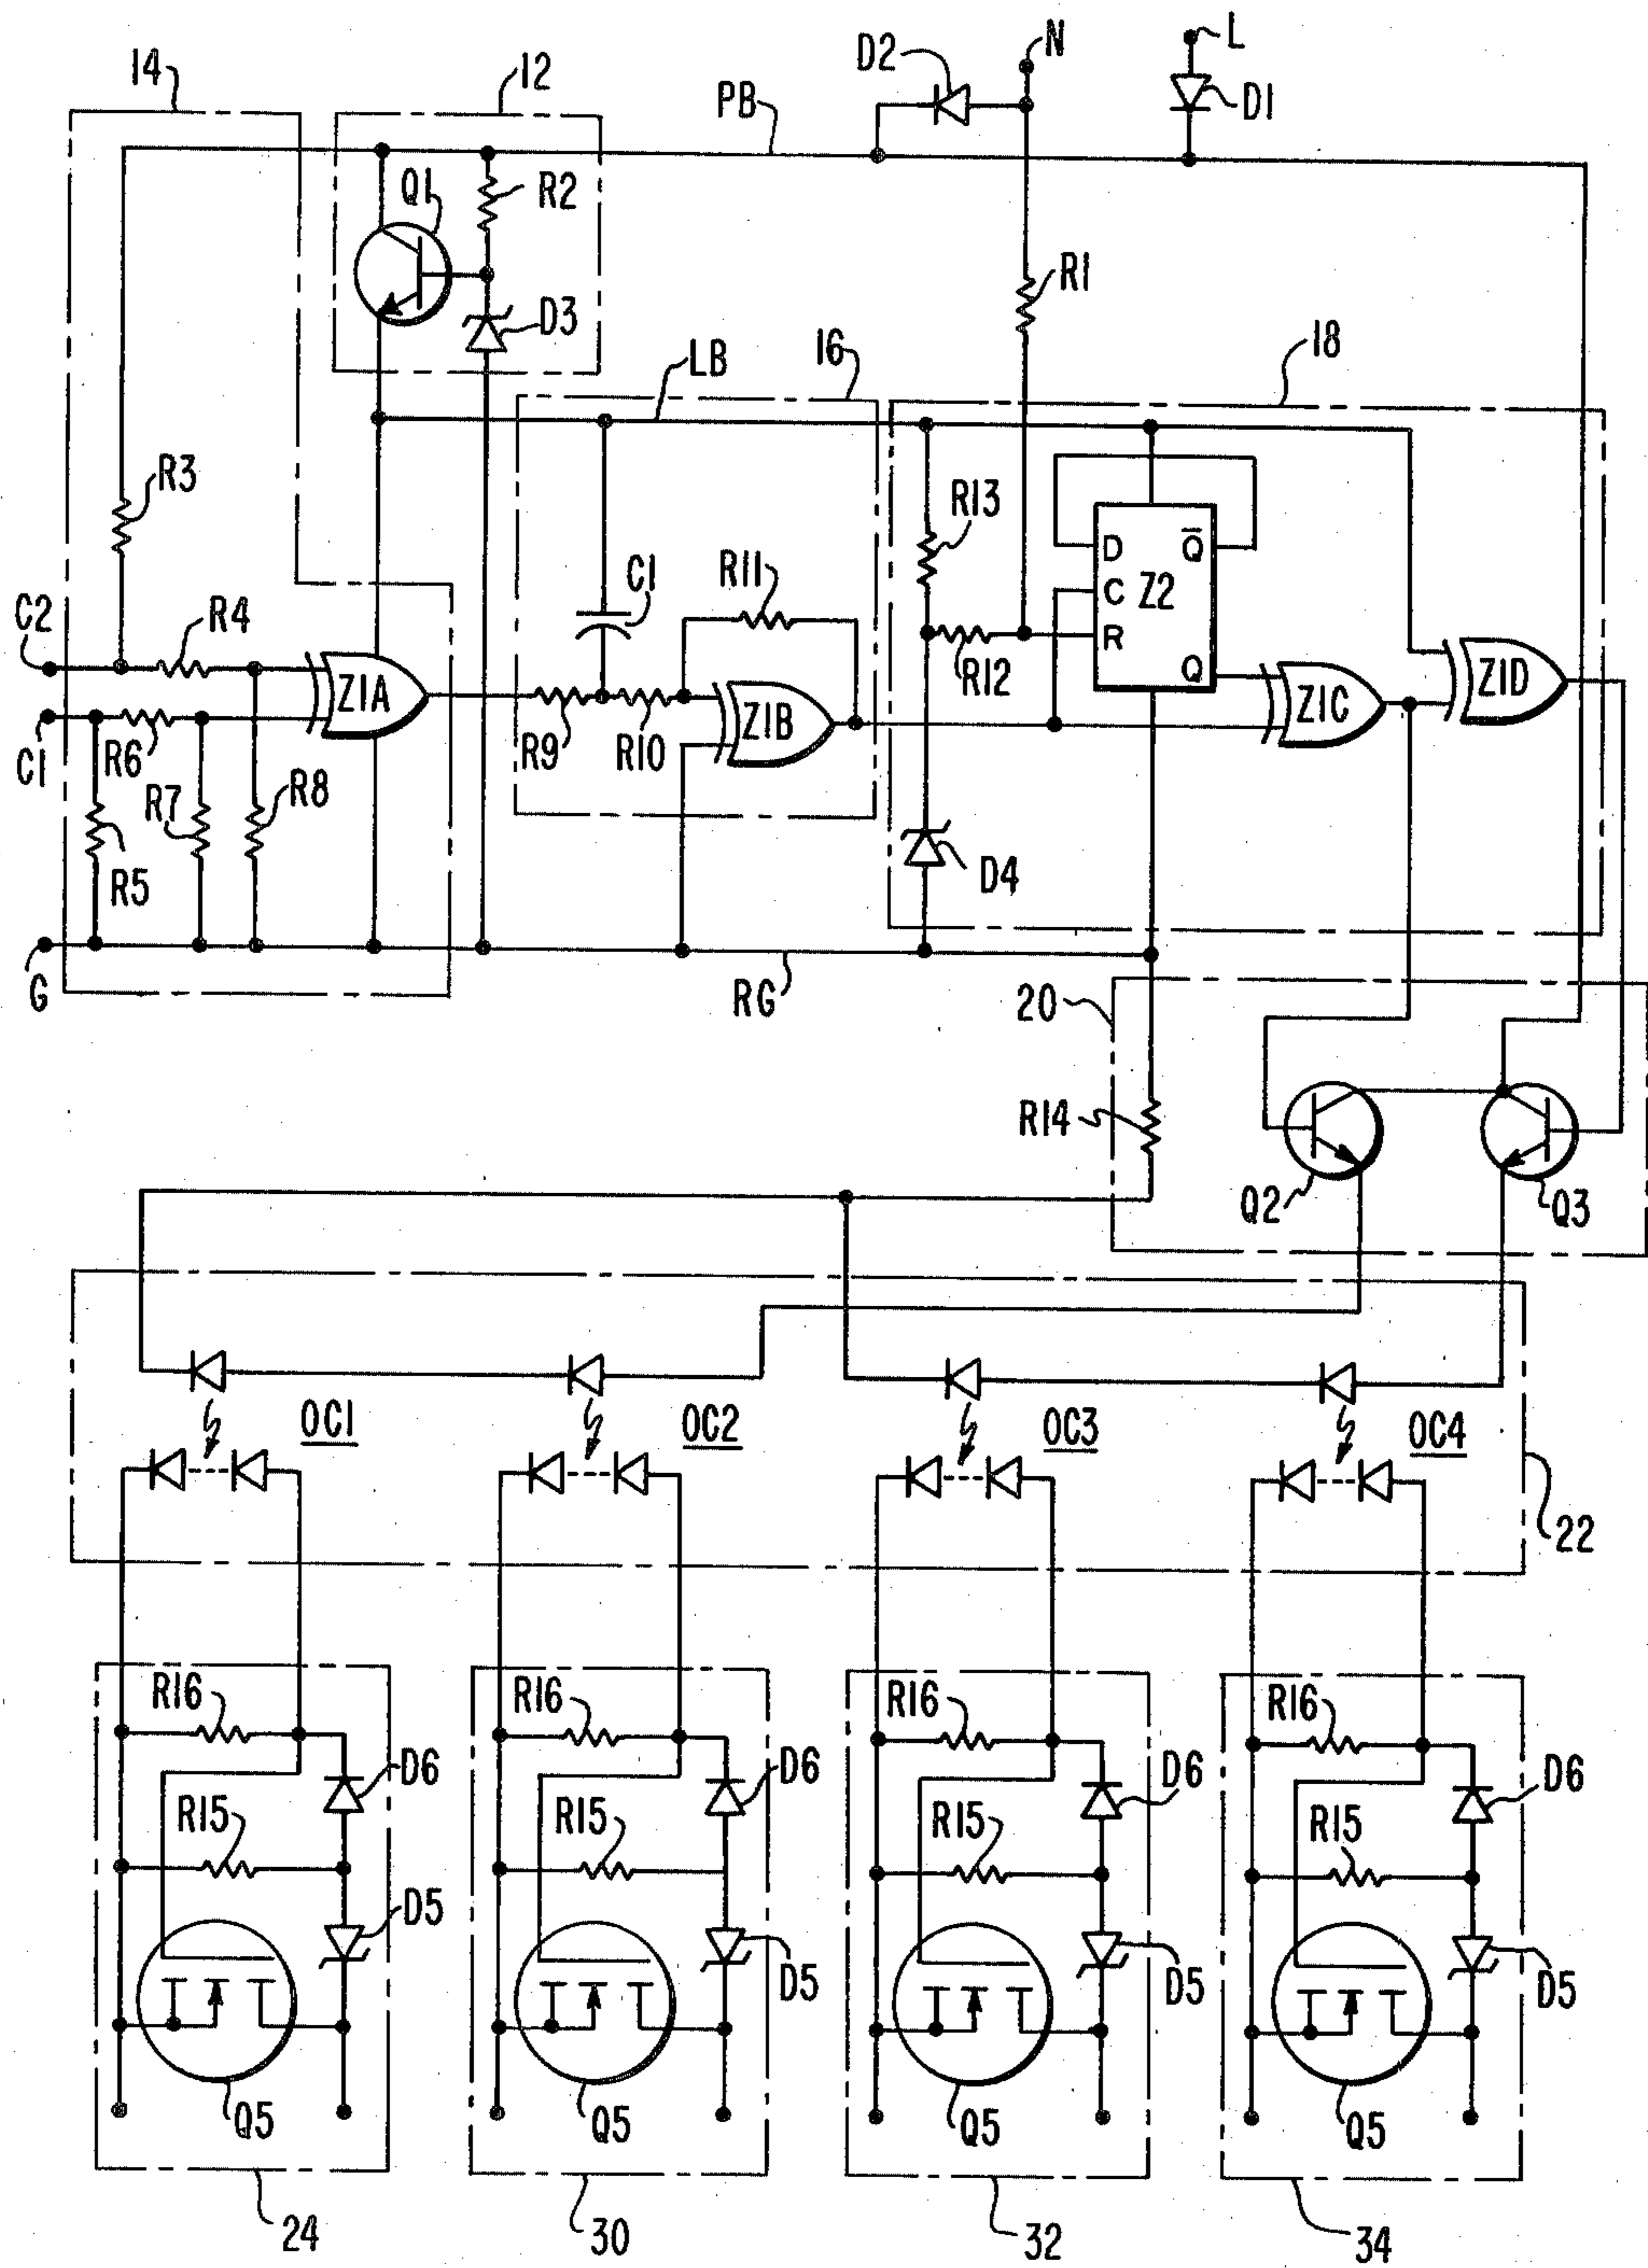 N
L
D2
14
12
PB
D1
Q1
R2
R1
D3
LB
16
18
R3
R13
D
Q̅
C1
R11
C
Z2
C2
R4
R
R12
Q
Z1A
Z1D
Z1C
Z1B
C1
R6
R9
R10
R7
R8
D4
R5
G
RG
20
R14
Q2
Q3
OC1
OC2
OC3
OC4
22
R16
R16
R16
R16
D6
D6
D6
D6
R15
R15
R15
R15
D5
D5
D5
D5
Q5
Q5
Q5
Q5
24
30
32
34